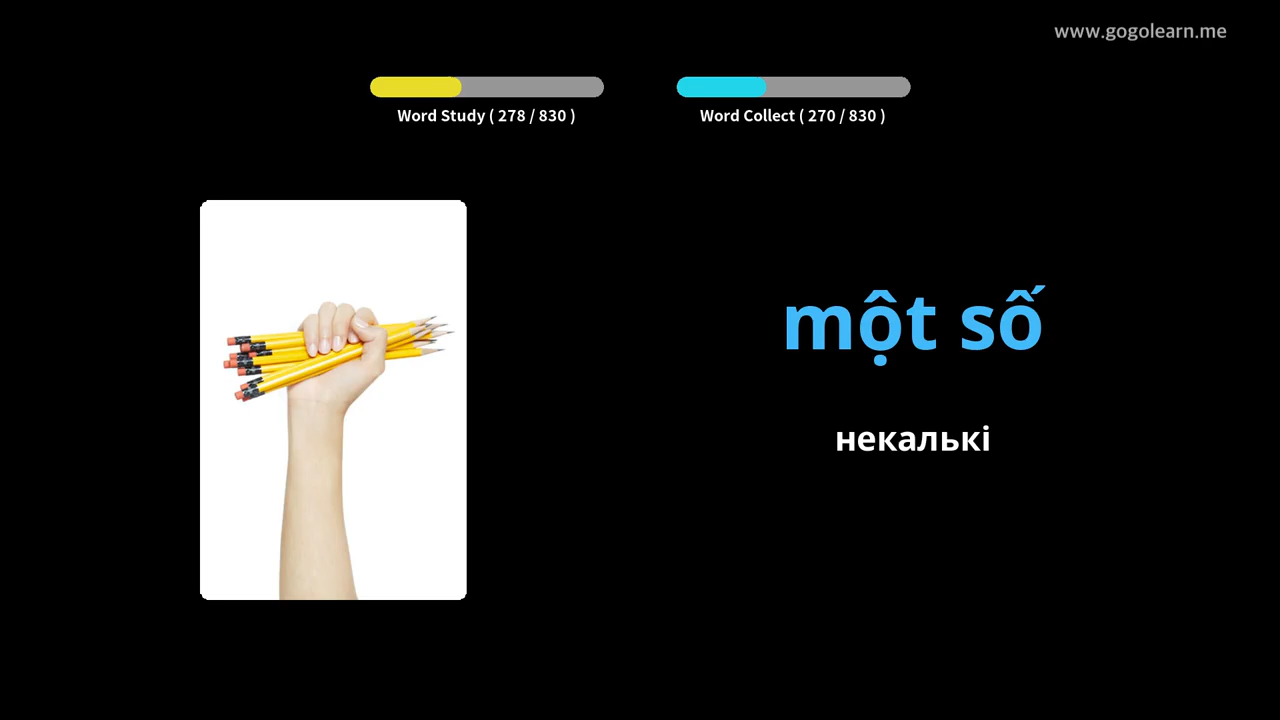 www.gogolearn.me
Word Study ( 278 / 830 )
Word Collect ( 270 / 830 )
một số
некалькі